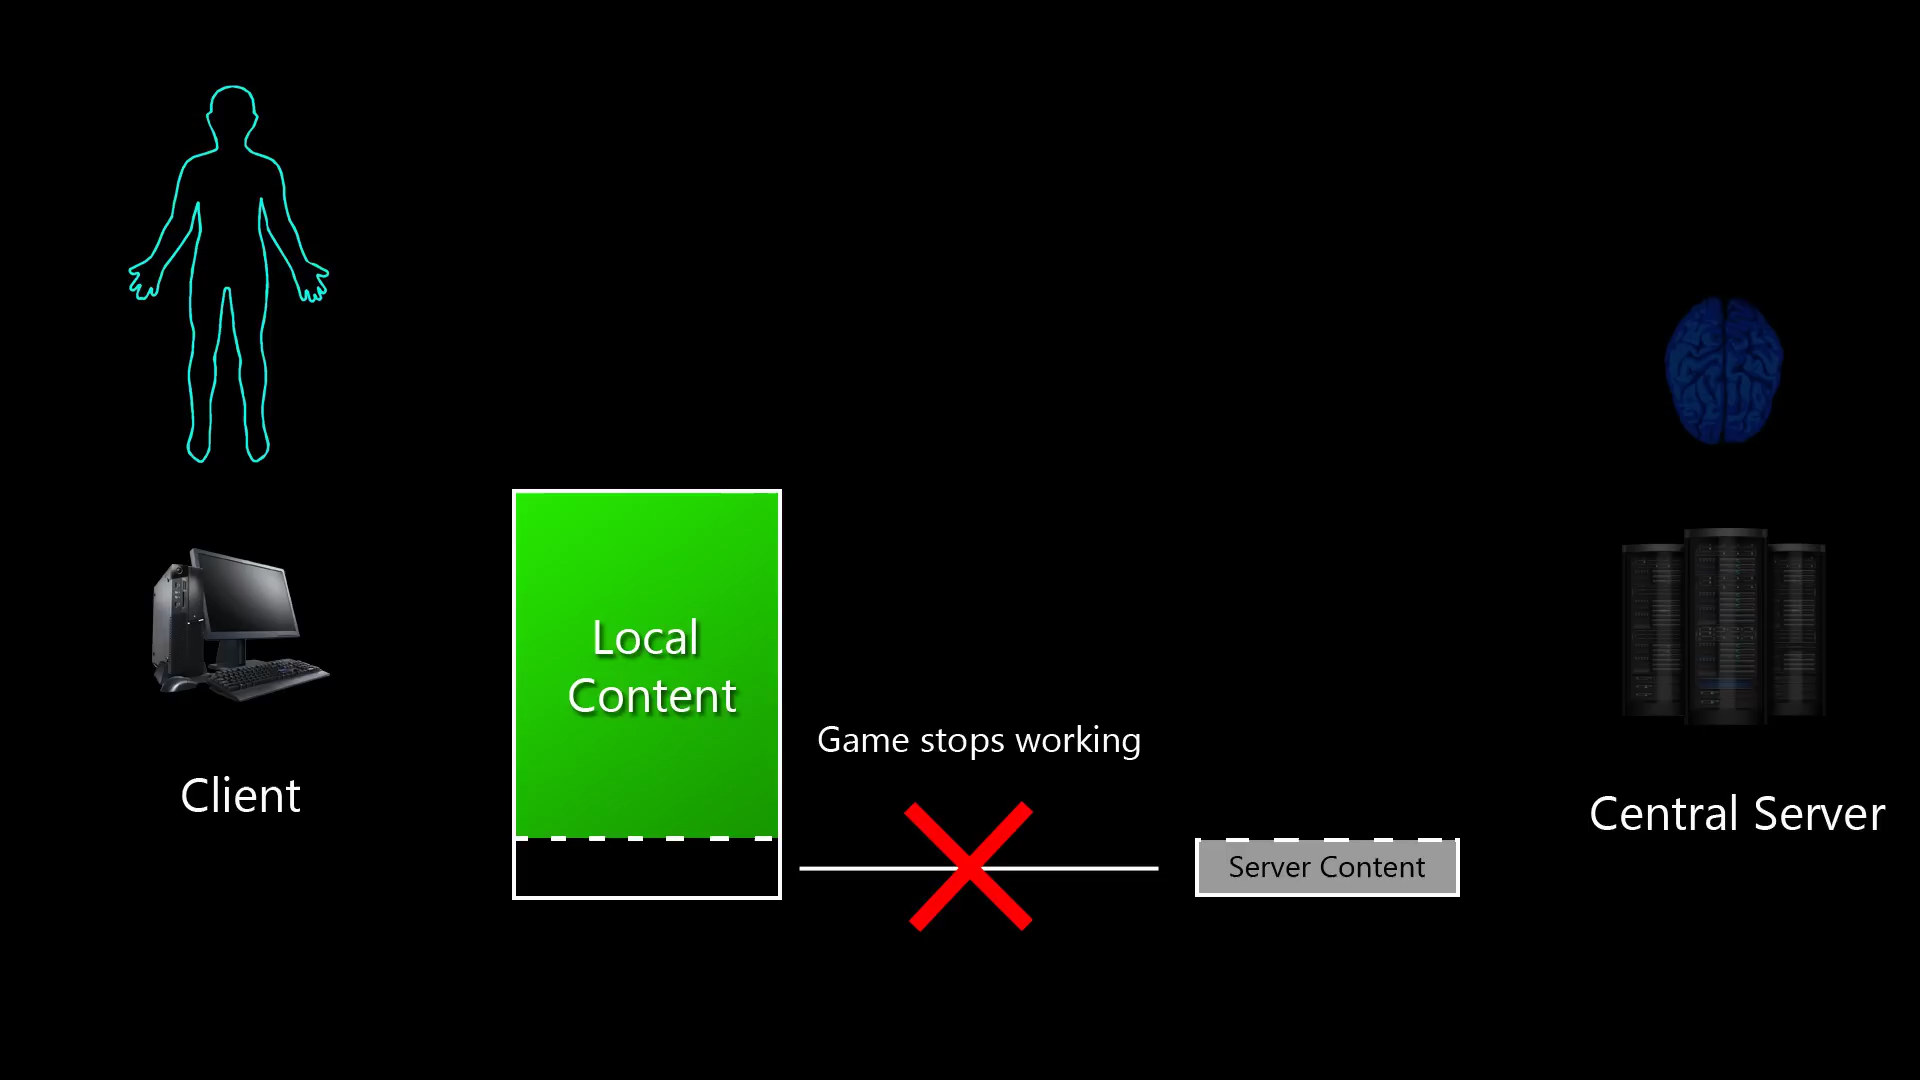 Local
Content
Game stops working
Client
Central Server
Server Content